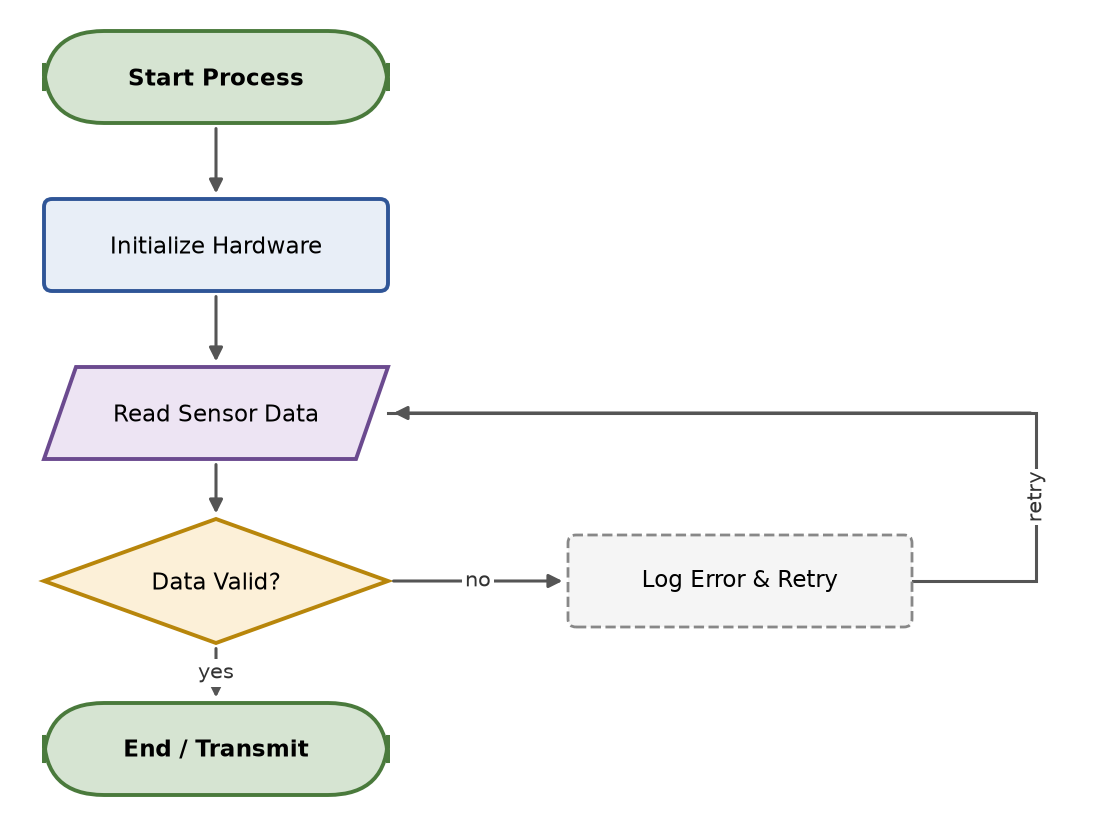 Start Process
Initialize Hardware
Read Sensor Data
retry
Data Valid?
no
Log Error & Retry
yes
End / Transmit